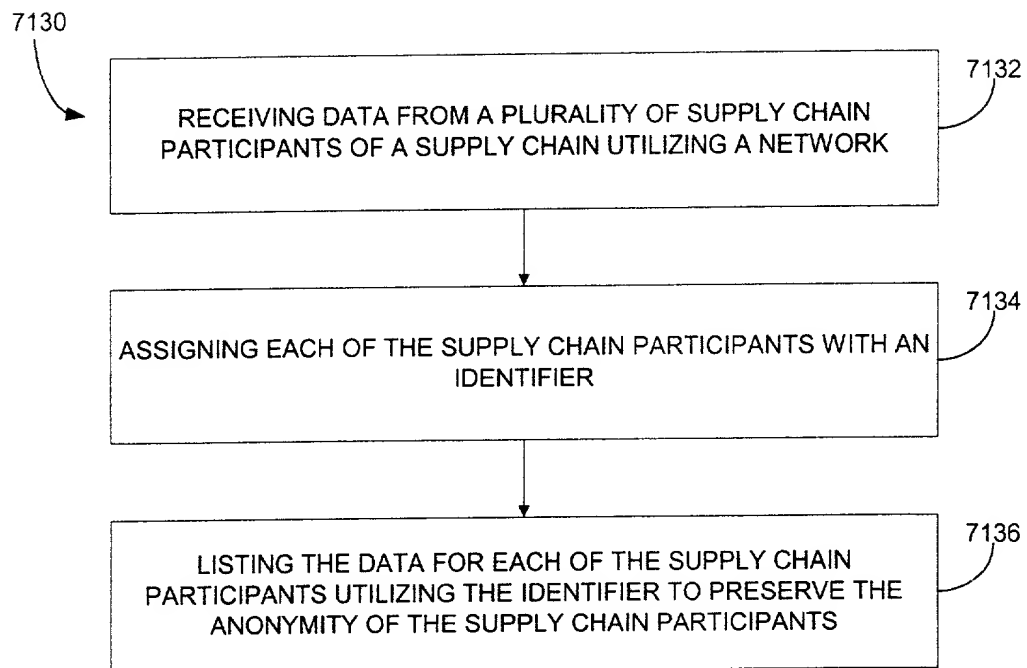 7130
7132
RECEIVING DATA FROM A PLURALITY OF SUPPLY CHAIN
PARTICIPANTS OF A SUPPLY CHAIN UTILIZING A NETWORK
7134
ASSIGNING EACH OF THE SUPPLY CHAIN PARTICIPANTS WITH AN
IDENTIFIER
7136
LISTING THE DATA FOR EACH OF THE SUPPLY CHAIN
PARTICIPANTS UTILIZING THE IDENTIFIER TO PRESERVE THE
ANONYMITY OF THE SUPPLY CHAIN PARTICIPANTS